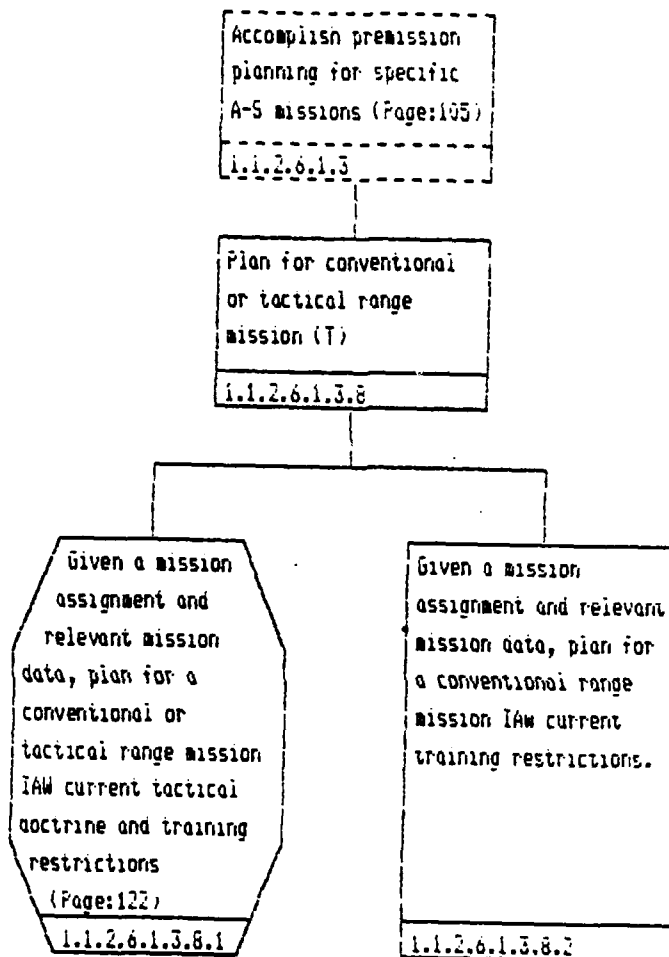 Accomplish premission
planning for specific
A-S missions (Page:105)
1.1.2.6.1.3
Plan for conventional
or tactical range
mission (T)
1.1.2.6.1.3.8
Given a mission
assignment and
relevant mission
data, plan for a
conventional or
tactical range mission
IAW current tactical
doctrine and training
restrictions
(Page:122)
1.1.2.6.1.3.8.1
Given a mission
assignment and relevant
mission data, plan for
a conventional range
mission IAW current
training restrictions.
1.1.2.6.1.3.8.2